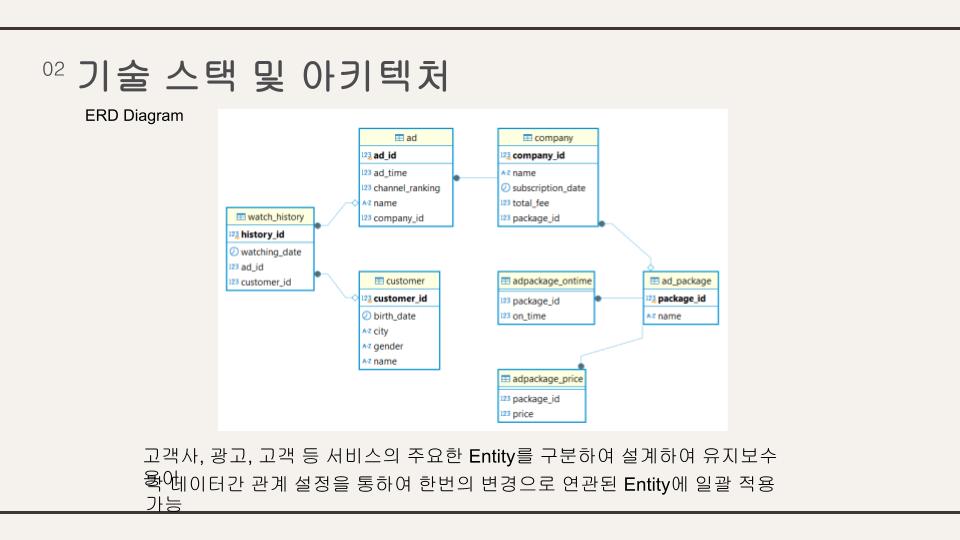 02 기술 스택 및 아키텍처
ERD Diagram
ad
123 ad_id
123 ad_time
123 channel_ranking
A-Z name
123 company_id
company
123 company_id
A-Z name
subscription_date
123 total_fee
123 package_id
watch_history
123 history_id
watching_date
123 ad_id
123 customer_id
customer
123 customer_id
birth_date
A-Z city
A-Z gender
A-Z name
adpackage_ontime
123 package_id
123 on_time
ad_package
123 package_id
A-Z name
adpackage_price
123 package_id
123 price
고객사, 광고, 고객 등 서비스의 주요한 Entity를 구분하여 설계하여 유지보수
용이
각 데이터간 관계 설정을 통하여 한번의 변경으로 연관된 Entity에 일괄 적용
가능